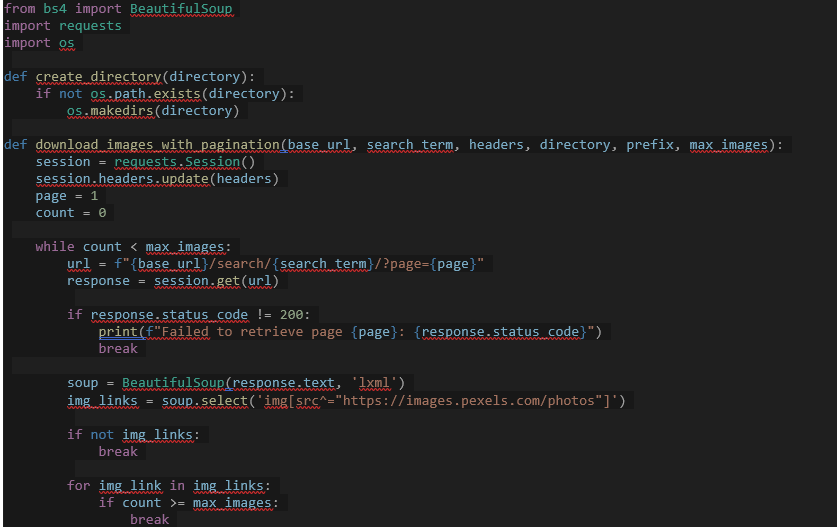 from bs4 import BeautifulSoup
import requests
import os
def create_directory(directory):
    if not os.path.exists(directory):
        os.makedirs(directory)
def download_images_with_pagination(base_url, search_term, headers, directory, prefix, max_images):
    session = requests.Session()
    session.headers.update(headers)
    page = 1
    count = 0
    while count < max_images:
        url = f"{base_url}/search/{search_term}/?page={page}"
        response = session.get(url)
        if response.status_code != 200:
            print(f"Failed to retrieve page {page}: {response.status_code}")
            break
        soup = BeautifulSoup(response.text, 'lxml')
        img_links = soup.select('img[src^="https://images.pexels.com/photos"]')
        if not img_links:
            break
        for img_link in img_links:
            if count >= max_images:
                break